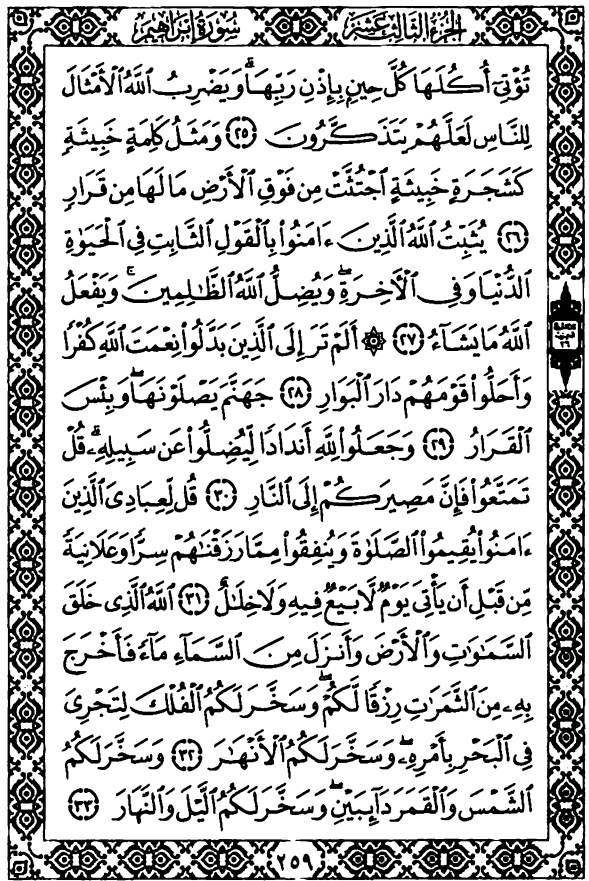 الجزء الثالث عشر سورة إبراهيم
تُؤْتِىٓ أُكُلَهَا كُلَّ حِينٍۭ بِإِذْنِ رَبِّهَاۗ وَيَضْرِبُ ٱللَّهُ ٱلْأَمْثَالَ
لِلنَّاسِ لَعَلَّهُمْ يَتَذَكَّرُونَ ٢٥ وَمَثَلُ كَلِمَةٍ خَبِيثَةٍ
كَشَجَرَةٍ خَبِيثَةٍ ٱجْتُثَّتْ مِن فَوْقِ ٱلْأَرْضِ مَا لَهَا مِن قَرَارٍ
٢٦ يُثَبِّتُ ٱللَّهُ ٱلَّذِينَ ءَامَنُوا۟ بِٱلْقَوْلِ ٱلثَّابِتِ فِى ٱلْحَيَوٰةِ
ٱلدُّنْيَا وَفِى ٱلْءَاخِرَةِۖ وَيُضِلُّ ٱللَّهُ ٱلظَّٰلِمِينَۚ وَيَفْعَلُ
ٱللَّهُ مَا يَشَآءُ ٢٧ ۞ أَلَمْ تَرَ إِلَى ٱلَّذِينَ بَدَّلُوا۟ نِعْمَتَ ٱللَّهِ كُفْرًا
وَأَحَلُّوا۟ قَوْمَهُمْ دَارَ ٱلْبَوَارِ ٢٨ جَهَنَّمَ يَصْلَوْنَهَاۖ وَبِئْسَ
ٱلْقَرَارُ ٢٩ وَجَعَلُوا۟ لِلَّهِ أَندَادًا لِّيُضِلُّوا۟ عَن سَبِيلِهِۦۗ قُلْ
تَمَتَّعُوا۟ فَإِنَّ مَصِيرَكُمْ إِلَى ٱلنَّارِ ٣٠ قُل لِّعِبَادِىَ ٱلَّذِينَ
ءَامَنُوا۟ يُقِيمُوا۟ ٱلصَّلَوٰةَ وَيُنفِقُوا۟ مِمَّا رَزَقْنَٰهُمْ سِرًّا وَعَلَانِيَةً
مِّن قَبْلِ أَن يَأْتِىَ يَوْمٌ لَّا بَيْعٌ فِيهِ وَلَا خِلَٰلٌ ٣١ ٱللَّهُ ٱلَّذِى خَلَقَ
ٱلسَّمَٰوَٰتِ وَٱلْأَرْضَ وَأَنزَلَ مِنَ ٱلسَّمَآءِ مَآءً فَأَخْرَجَ
بِهِۦ مِنَ ٱلثَّمَرَٰتِ رِزْقًا لَّكُمْۖ وَسَخَّرَ لَكُمُ ٱلْفُلْكَ لِتَجْرِىَ
فِى ٱلْبَحْرِ بِأَمْرِهِۦۖ وَسَخَّرَ لَكُمُ ٱلْأَنْهَٰرَ ٣٢ وَسَخَّرَ لَكُمُ
ٱلشَّمْسَ وَٱلْقَمَرَ دَآئِبَيْنِۖ وَسَخَّرَ لَكُمُ ٱلَّيْلَ وَٱلنَّهَارَ ٣٣
٢٥٩